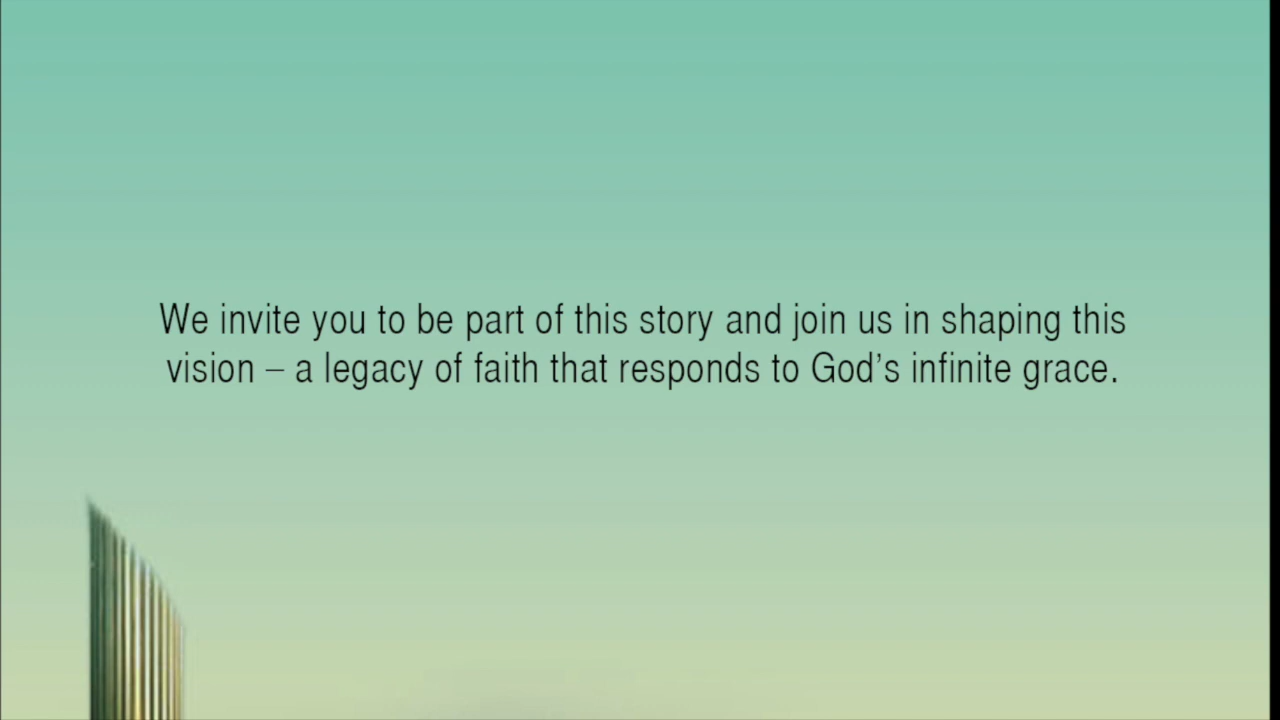 We invite you to be part of this story and join us in shaping this
vision – a legacy of faith that responds to God’s infinite grace.